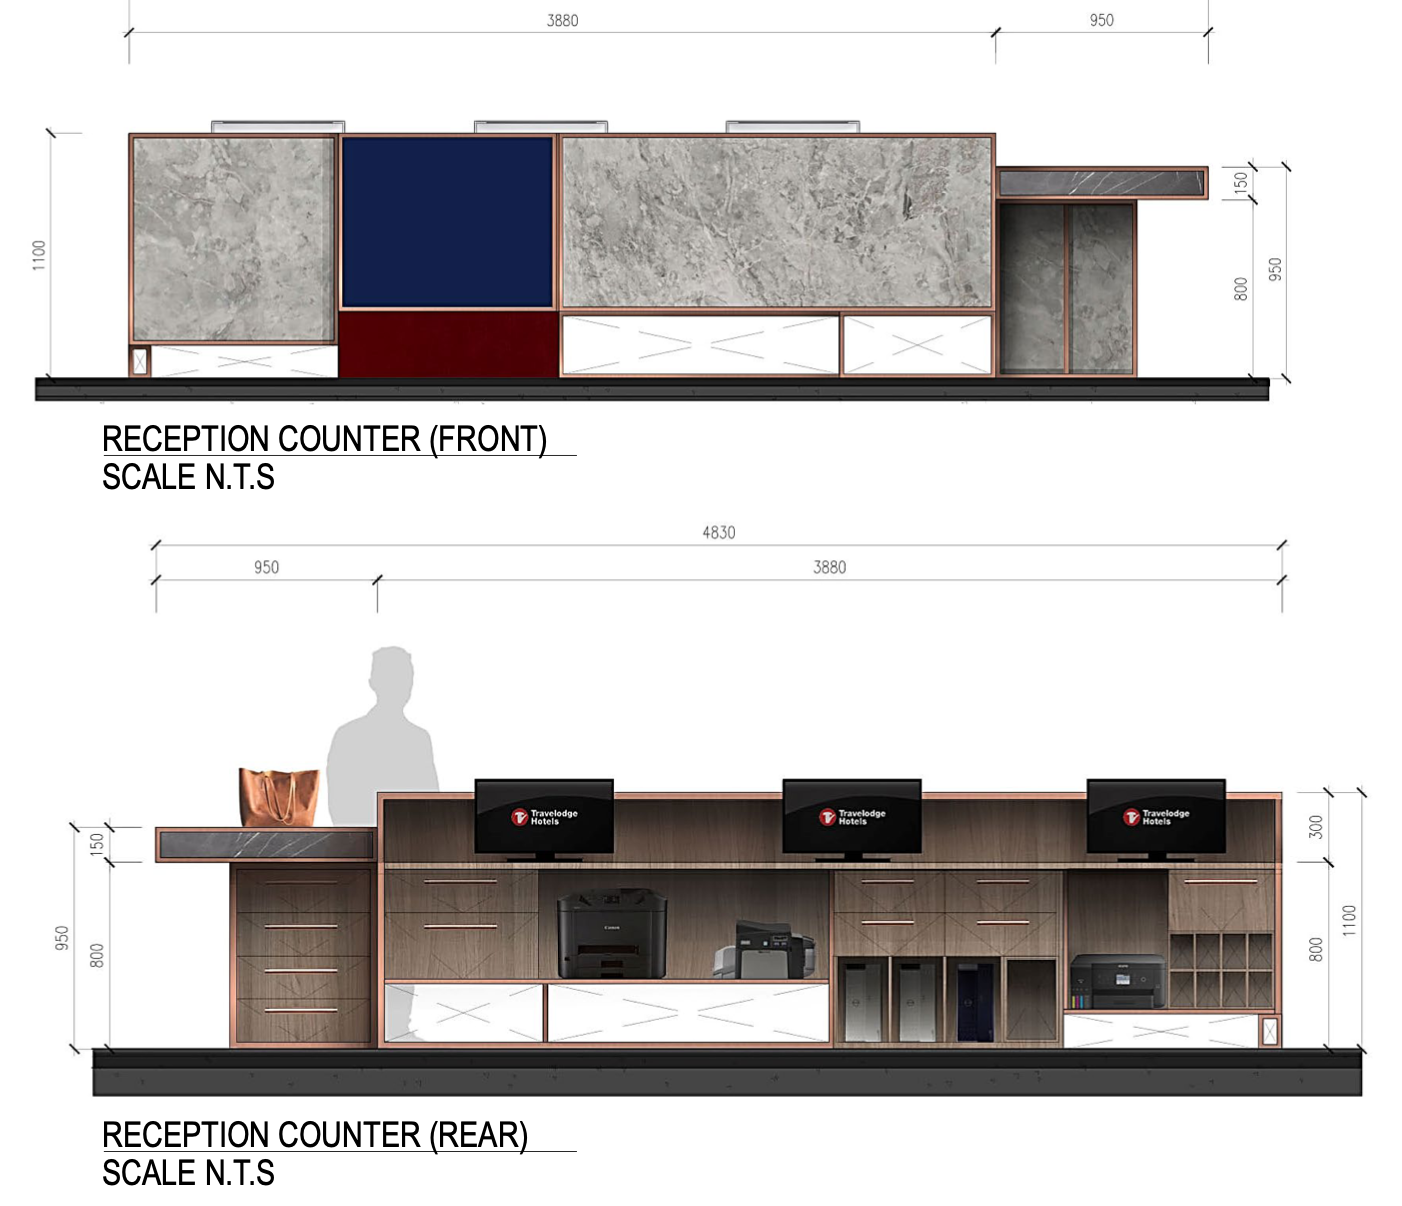 3880
950
1100
150
800
950
RECEPTION COUNTER (FRONT)
SCALE N.T.S
4830
950
3880
Travelodge
Hotels
Travelodge
Hotels
Travelodge
Hotels
150
950
800
Canon
300
800
1100
RECEPTION COUNTER (REAR)
SCALE N.T.S